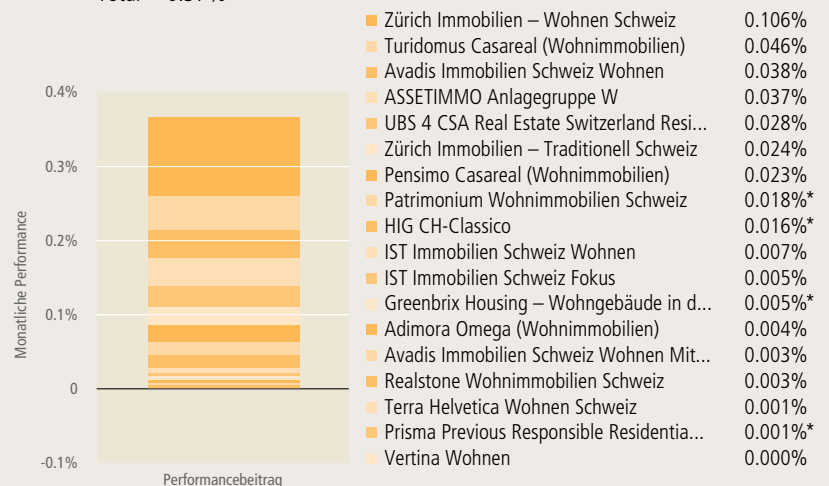 Zürich Immobilien – Wohnen Schweiz 0.106%
Turidomus Casareal (Wohnimmobilien) 0.046%
Avadis Immobilien Schweiz Wohnen 0.038%
ASSETIMMO Anlagegruppe W 0.037%
UBS 4 CSA Real Estate Switzerland Resi... 0.028%
Zürich Immobilien – Traditionell Schweiz 0.024%
Pensimo Casareal (Wohnimmobilien) 0.023%
Patrimonium Wohnimmobilien Schweiz 0.018%*
HIG CH-Classico 0.016%*
IST Immobilien Schweiz Wohnen 0.007%
IST Immobilien Schweiz Fokus 0.005%
Greenbrix Housing – Wohngebäude in d... 0.005%*
Adimora Omega (Wohnimmobilien) 0.004%
Avadis Immobilien Schweiz Wohnen Mit... 0.003%
Realstone Wohnimmobilien Schweiz 0.003%
Terra Helvetica Wohnen Schweiz 0.001%
Prisma Previous Responsible Residentia... 0.001%*
Vertina Wohnen 0.000%
Monatliche Performance
0.4%
0.3%
0.2%
0.1%
0
-0.1%
Performancebeitrag